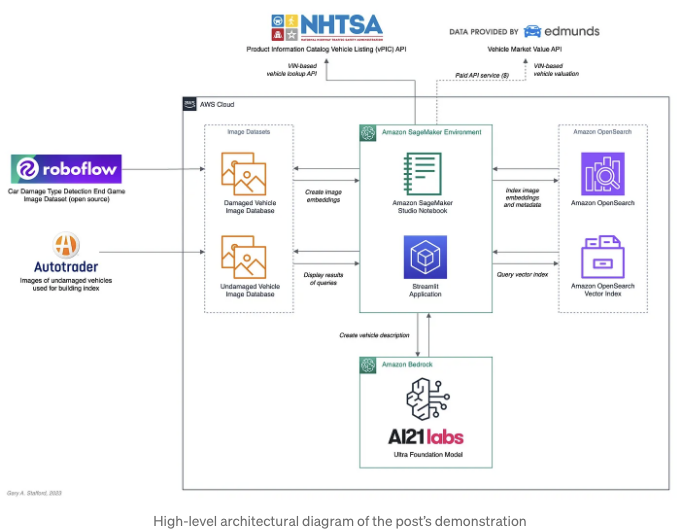 NHTSA
NATIONAL HIGHWAY TRAFFIC SAFETY ADMINISTRATION
Product Information Catalog Vehicle Listing (vPIC) API
DATA PROVIDED BY edmunds
Vehicle Market Value API
VIN-based
vehicle lookup API
Paid API service ($)
VIN-based
vehicle valuation
aws
AWS Cloud
Image Datasets
Amazon SageMaker Environment
Amazon OpenSearch
roboflow
Car Damage Type Detection End Game
Image Dataset (open source)
Damaged Vehicle
Image Database
Create image
embeddings
Amazon SageMaker
Studio Notebook
Index image
embeddings
and metadata
Amazon OpenSearch
Autotrader
Images of undamaged vehicles
used for building index
Undamaged Vehicle
Image Database
Display results
of queries
Streamlit
Application
Query vector index
Amazon OpenSearch
Vector Index
Create vehicle description
Amazon Bedrock
AI21labs
Ultra Foundation Model
Gary A. Stafford, 2023
High-level architectural diagram of the post's demonstration